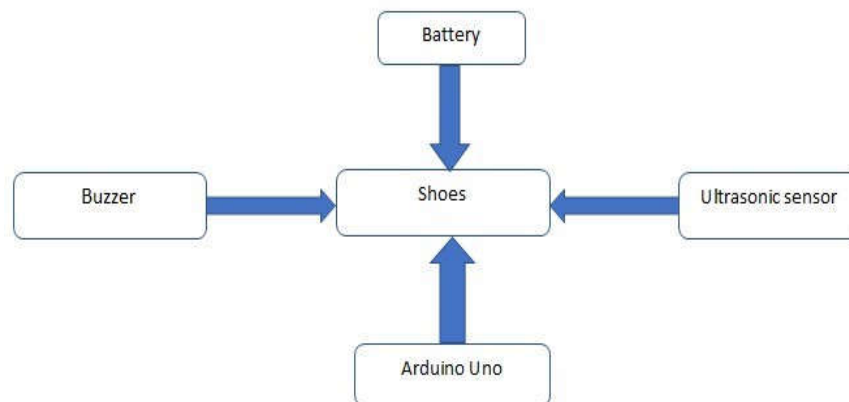 Battery
Buzzer
Shoes
Ultrasonic sensor
Arduino Uno